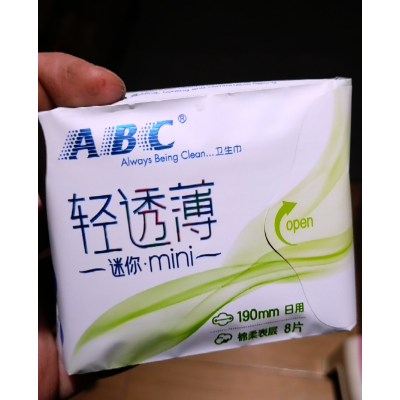 ABC®
Always Being Clean...卫生巾
轻透薄
迷你·mini
open
190mm 日用
棉柔表层 8片